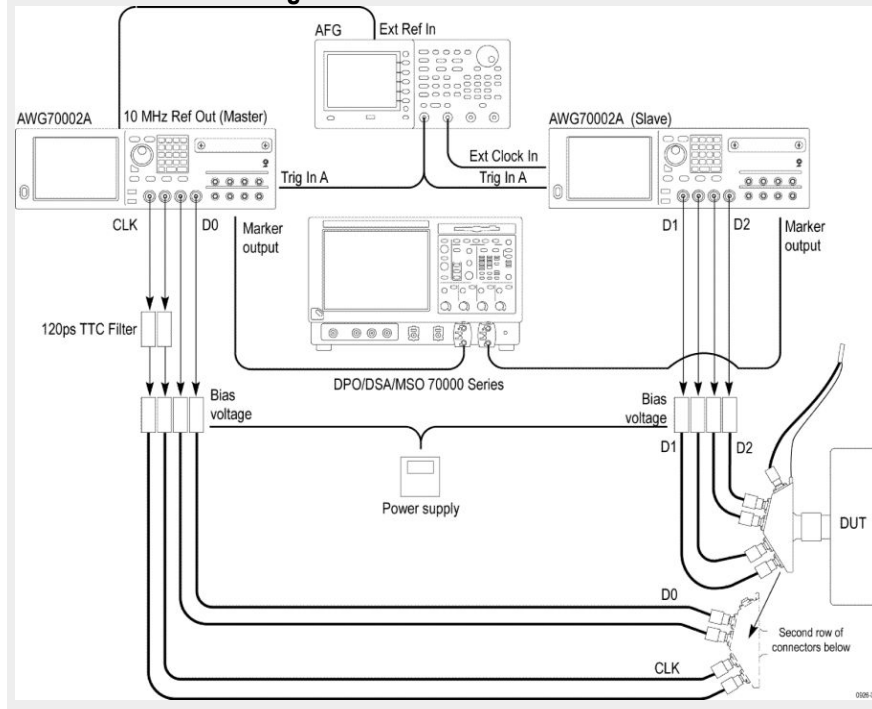 AFG
Ext Ref In
AWG70002A
10 MHz Ref Out (Master)
AWG70002A (Slave)
Ext Clock In
Trig In A
Trig In A
CLK
D0
Marker
output
D1
D2
Marker
output
120ps TTC Filter
DPO/DSA/MSO 70000 Series
Bias
voltage
Bias
voltage
D1
D2
Power supply
DUT
D0
Second row of
connectors below
CLK